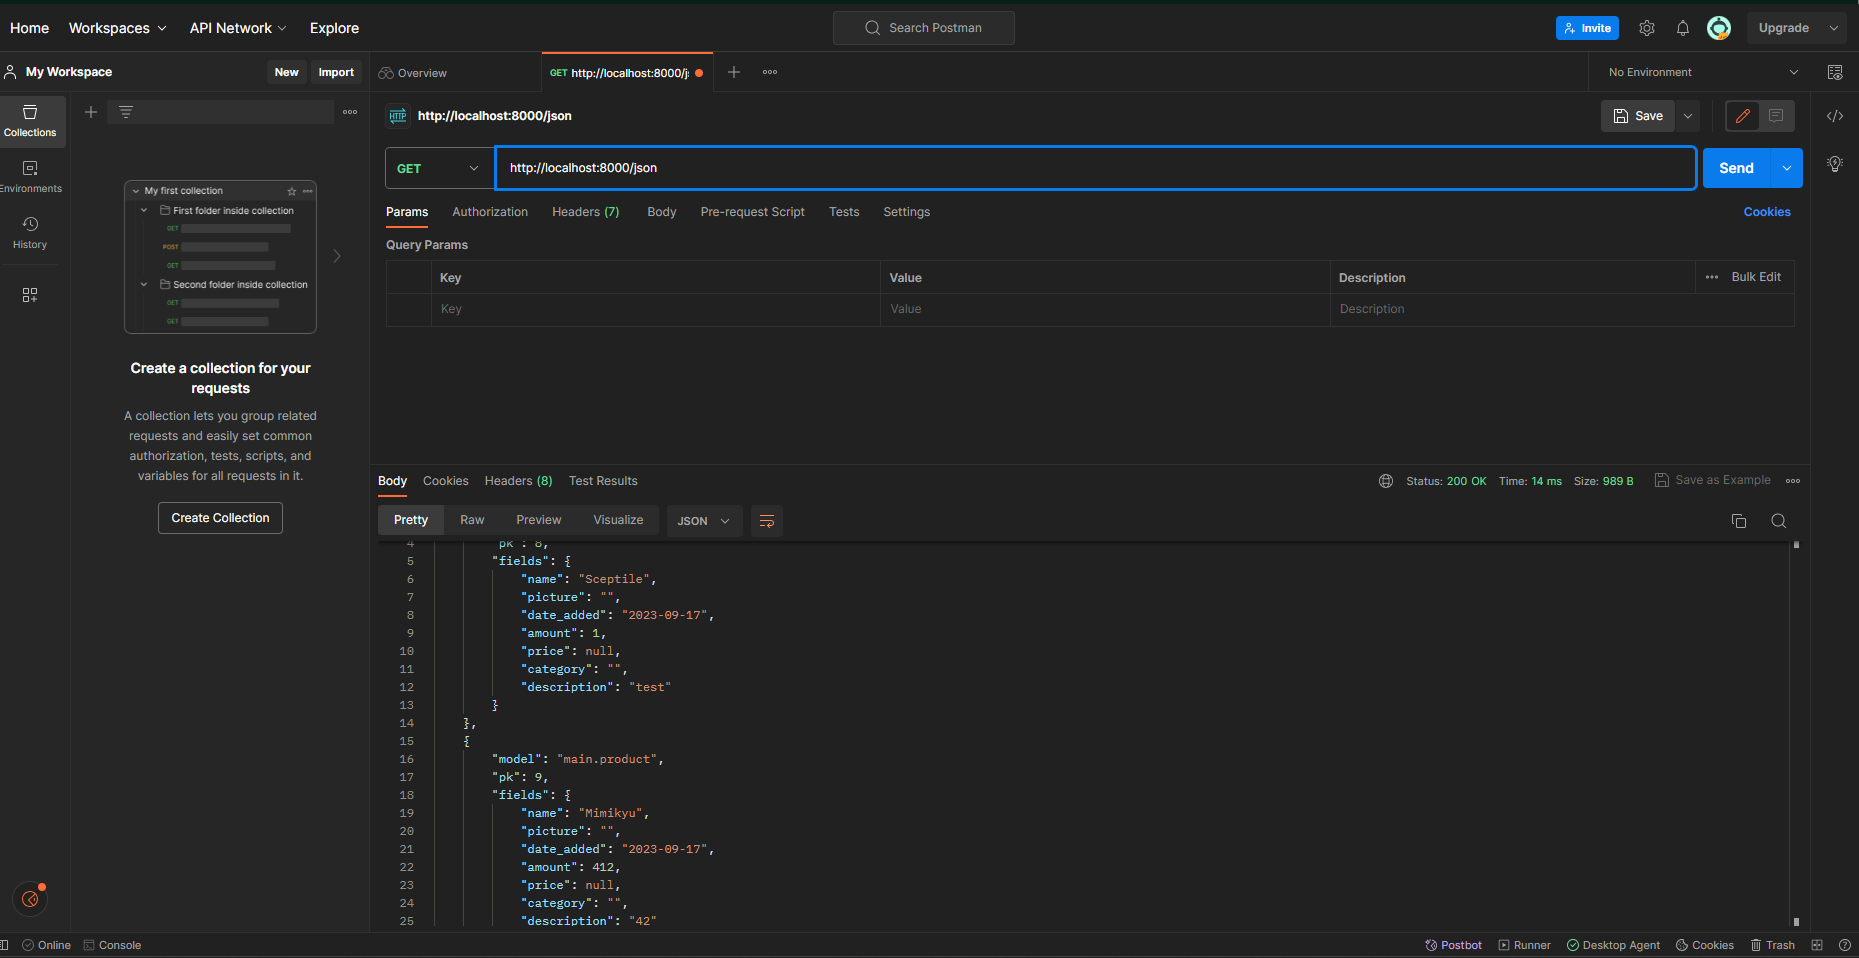 Home Workspaces API Network Explore Search Postman Invite Upgrade
My Workspace New Import Overview GET http://localhost:8000/j No Environment
Collections
Environments
History
My first collection
First folder inside collection
GET
POST
GET
Second folder inside collection
GET
GET
Create a collection for your
requests
A collection lets you group related
requests and easily set common
authorization, tests, scripts, and
variables for all requests in it.
Create Collection
HTTP http://localhost:8000/json Save
GET http://localhost:8000/json Send
Params Authorization Headers (7) Body Pre-request Script Tests Settings Cookies
Query Params
Key Value Description Bulk Edit
Key Value Description
Body Cookies Headers (8) Test Results Status: 200 OK Time: 14 ms Size: 989 B Save as Example
Pretty Raw Preview Visualize JSON
4 "pk": 8,
5 "fields": {
6 "name": "Sceptile",
7 "picture": "",
8 "date_added": "2023-09-17",
9 "amount": 1,
10 "price": null,
11 "category": "",
12 "description": "test"
13 }
14 },
15 {
16 "model": "main.product",
17 "pk": 9,
18 "fields": {
19 "name": "Mimikyu",
20 "picture": "",
21 "date_added": "2023-09-17",
22 "amount": 412,
23 "price": null,
24 "category": "",
25 "description": "42"
Online Console Postbot Runner Desktop Agent Cookies Trash